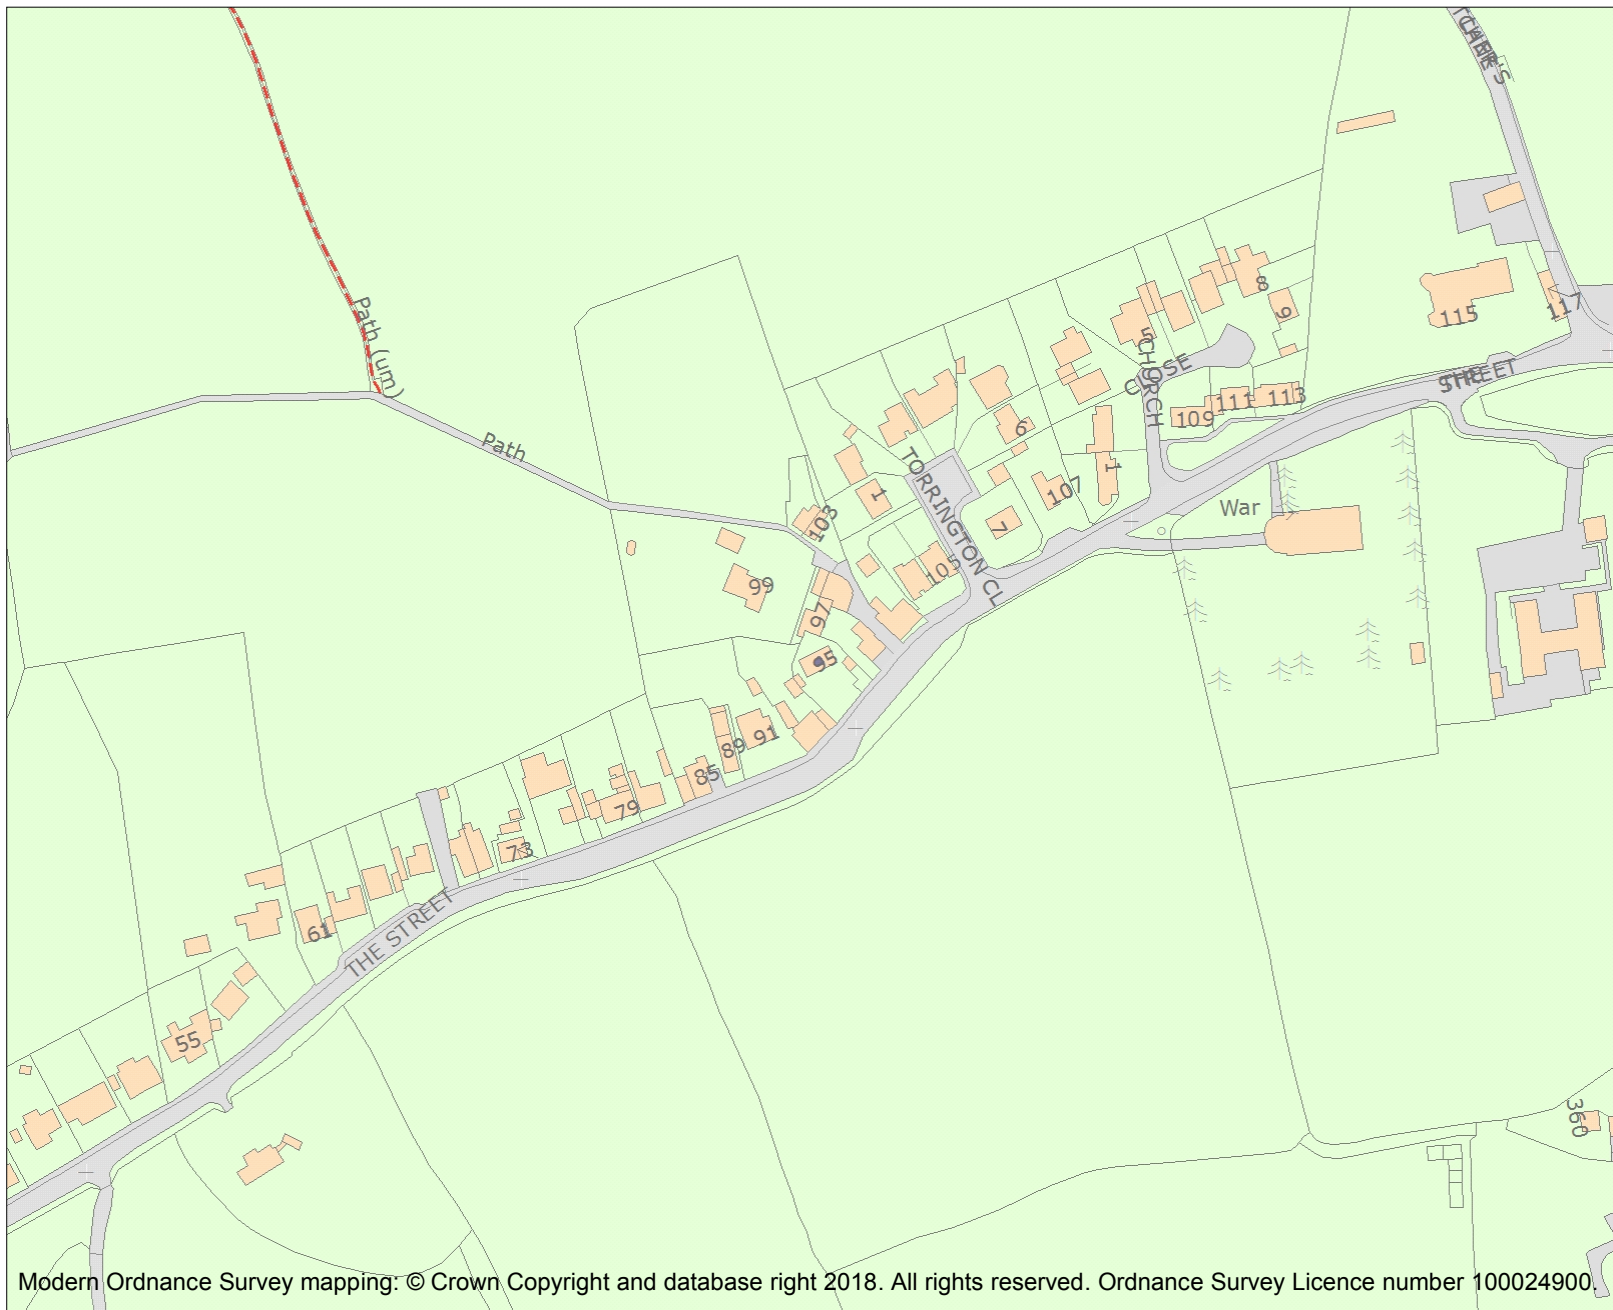 Path (um)
Path
8
9
115
117
5
CHURCH
CLOSE
THE
STREET
109
111
113
6
TORRINGTON CL
1
1
107
7
103
105
War
99
97
95
91
89
85
79
73
61
THE STREET
55
360
Modern Ordnance Survey mapping: © Crown Copyright and database right 2018. All rights reserved. Ordnance Survey Licence number 100024900.